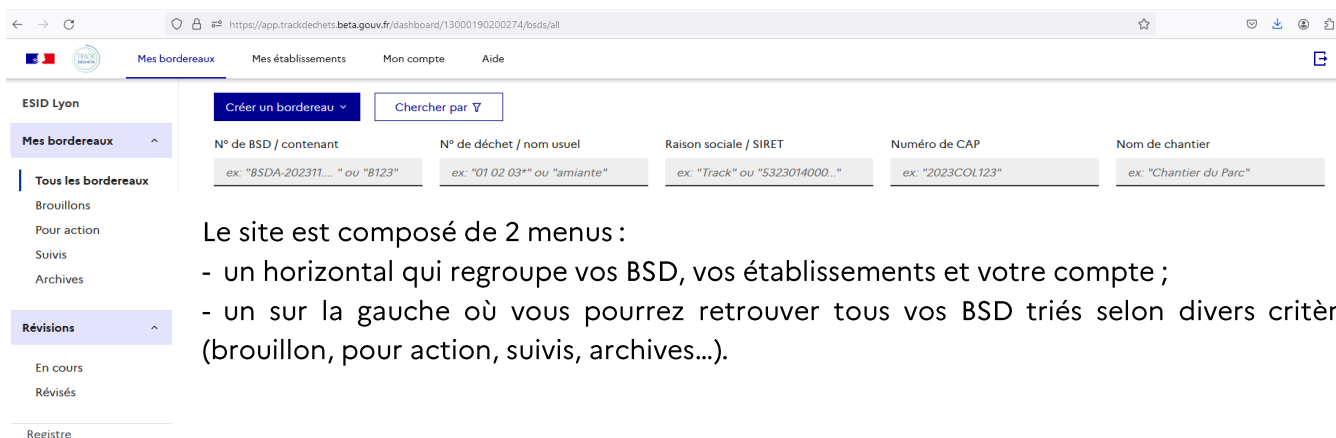 https://app.trackdechets.beta.gouv.fr/dashboard/13000190200274/bsds/all
TRACK DÉCHETS
Mes bordereaux
Mes établissements
Mon compte
Aide
ESID Lyon
Créer un bordereau
Chercher par
Mes bordereaux
N° de BSD / contenant
N° de déchet / nom usuel
Raison sociale / SIRET
Numéro de CAP
Nom de chantier
ex: "BSDA-202311.... " ou "B123"
ex: "01 02 03*" ou "amiante"
ex: "Track" ou "5323014000..."
ex: "2023COL123"
ex: "Chantier du Parc"
Tous les bordereaux
Brouillons
Pour action
Suivis
Archives
Le site est composé de 2 menus :
- un horizontal qui regroupe vos BSD, vos établissements et votre compte ;
- un sur la gauche où vous pourrez retrouver tous vos BSD triés selon divers critèr
(brouillon, pour action, suivis, archives…).
Révisions
En cours
Révisés
Registre